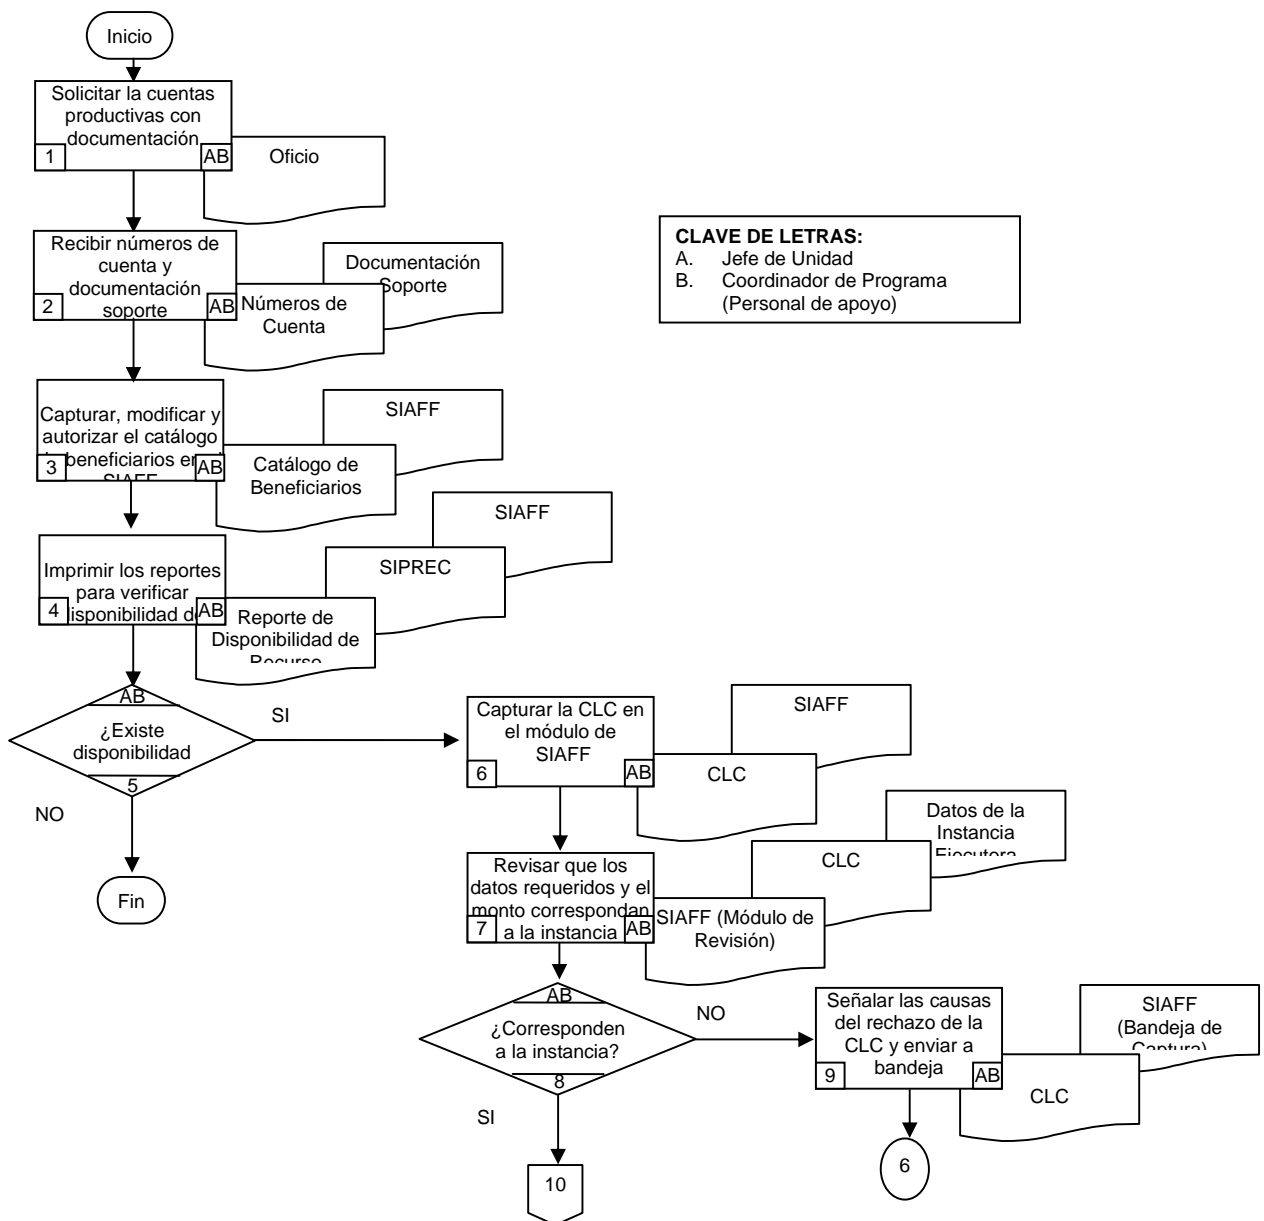 Inicio
Solicitar la cuentas
productivas con
documentación
1
AB
Oficio
Recibir números de
cuenta y
documentación
soporte
2
AB
Números de
Cuenta
Documentación
Soporte
CLAVE DE LETRAS:
A. Jefe de Unidad
B. Coordinador de Programa
(Personal de apoyo)
Capturar, modificar y
autorizar el catálogo
beneficiarios en
SIAFF
3
AB
Catálogo de
Beneficiarios
SIAFF
Imprimir los reportes
para verificar
disponibilidad de
4
AB
Reporte de
Disponibilidad de
Recurso
SIPREC
SIAFF
AB
¿Existe
disponibilidad
5
SI
NO
Fin
Capturar la CLC en
el módulo de
SIAFF
6
AB
CLC
SIAFF
Revisar que los
datos requeridos y el
monto correspondan
a la instancia
7
AB
SIAFF (Módulo de
Revisión)
CLC
Datos de la
Instancia
Ejecutora
AB
¿Corresponden
a la instancia?
8
NO
SI
Señalar las causas
del rechazo de la
CLC y enviar a
bandeja
9
AB
CLC
SIAFF
(Bandeja de
Captura)
6
10